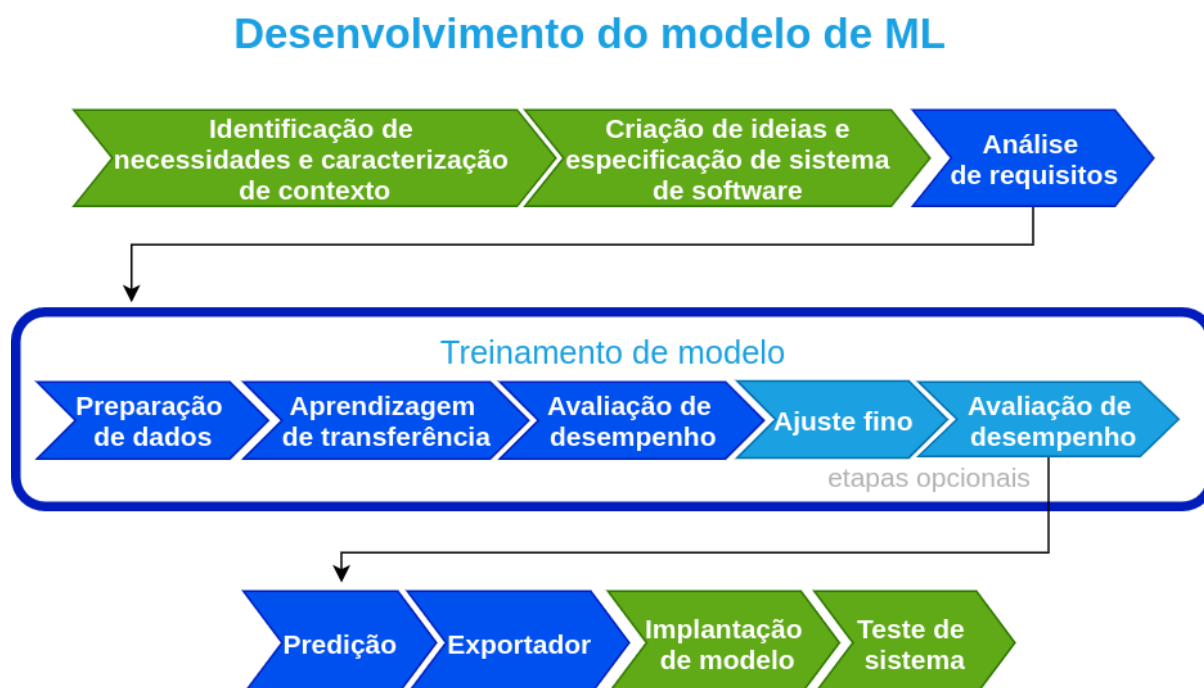 Desenvolvimento do modelo de ML
Identificação de
necessidades e caracterização
de contexto
Criação de ideias e
especificação de sistema
de software
Análise
de requisitos
Treinamento de modelo
Preparação
de dados
Aprendizagem
de transferência
Avaliação de
desempenho
Ajuste fino
Avaliação de
desempenho
etapas opcionais
Predição
Exportador
Implantação
de modelo
Teste de
sistema